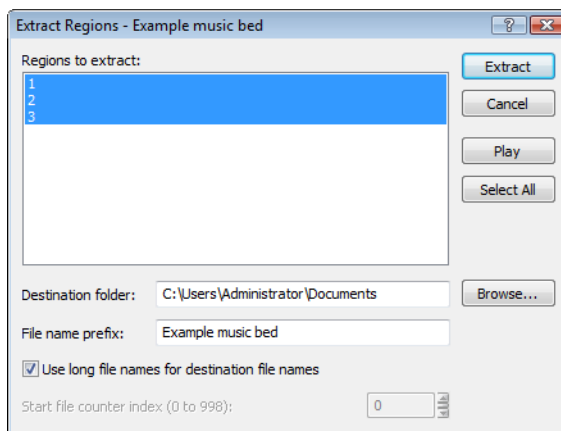 Extract Regions - Example music bed
Regions to extract:
1
2
3
Extract
Cancel
Play
Select All
Destination folder: C:\Users\Administrator\Documents Browse...
File name prefix: Example music bed
Use long file names for destination file names
Start file counter index (0 to 998): 0